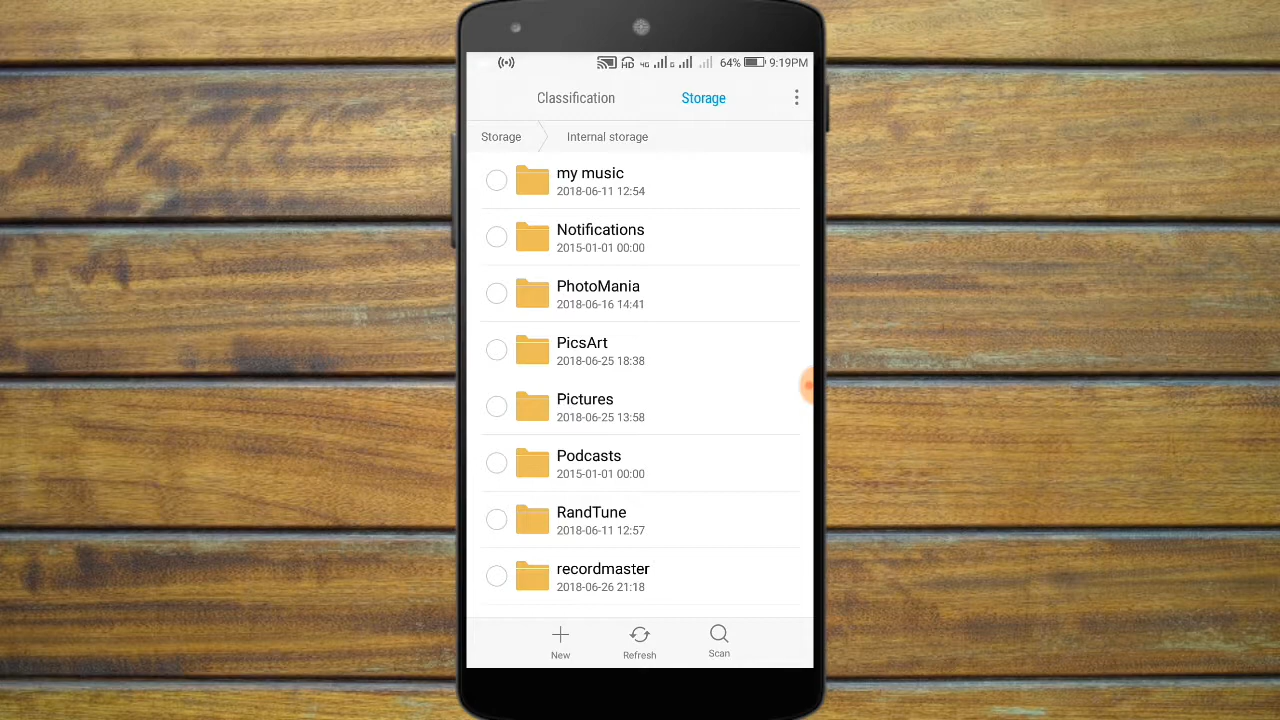 HD 4G G 64% 9:19PM
Classification Storage
Storage Internal storage
my music
2018-06-11 12:54
Notifications
2015-01-01 00:00
PhotoMania
2018-06-16 14:41
PicsArt
2018-06-25 18:38
Pictures
2018-06-25 13:58
Podcasts
2015-01-01 00:00
RandTune
2018-06-11 12:57
recordmaster
2018-06-26 21:18
New Refresh Scan